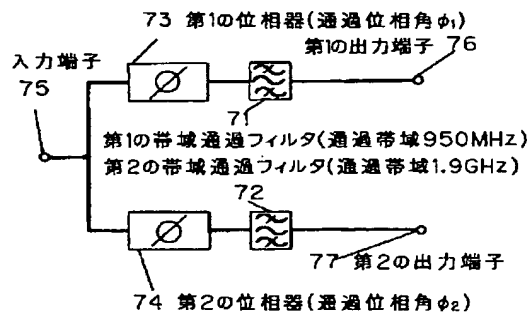 73 第1の位相器(通過位相角φ₁)
第1の出力端子 76
入力端子
75
71
第1の帯域通過フィルタ(通過帯域950MHz)
第2の帯域通過フィルタ(通過帯域1.9GHz)
72
77 第2の出力端子
74 第2の位相器(通過位相角φ₂)